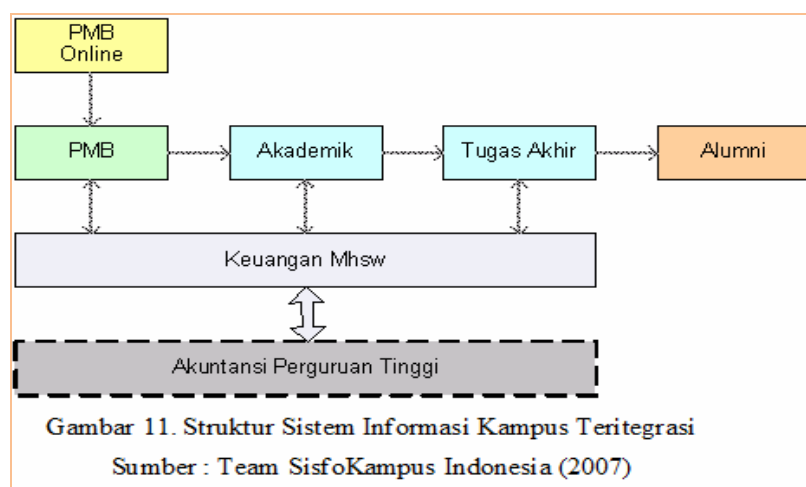 PMB
Online
PMB
Akademik
Tugas Akhir
Alumni
Keuangan Mhsw
Akuntansi Perguruan Tinggi
Gambar 11. Struktur Sistem Informasi Kampus Teritegrasi
Sumber : Team SisfoKampus Indonesia (2007)